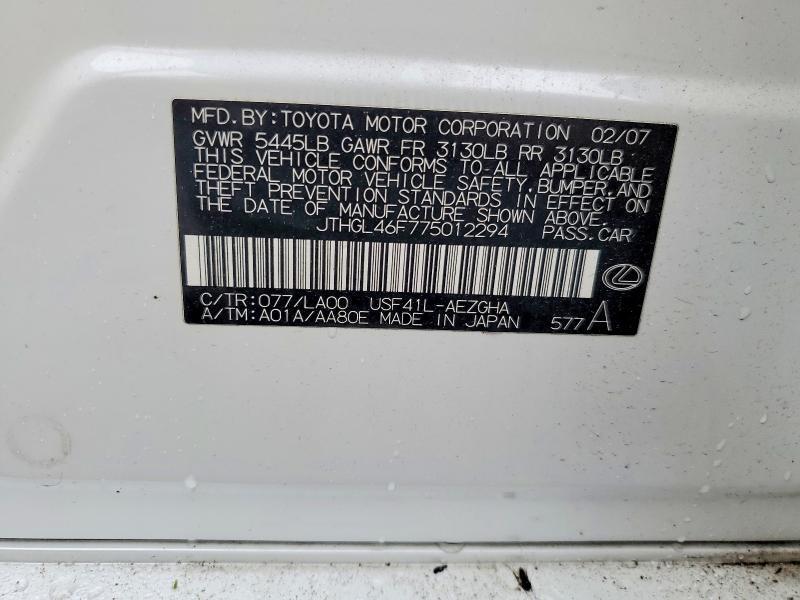 MFD.BY:TOYOTA MOTOR CORPORATION 02/07
GVWR 5445LB GAWR FR 3130LB RR 3130LB
THIS VEHICLE CONFORMS TO ALL APPLICABLE
FEDERAL MOTOR VEHICLE SAFETY,BUMPER,AND
THEFT PREVENTION STANDARDS IN EFFECT ON
THE DATE OF MANUFACTURE SHOWN ABOVE.
JTHGL46F775012294 PASS.CAR
C/TR:077/LA00 USF41L-AEZGHA
A/TM:A01A/AA80E MADE IN JAPAN 577 A